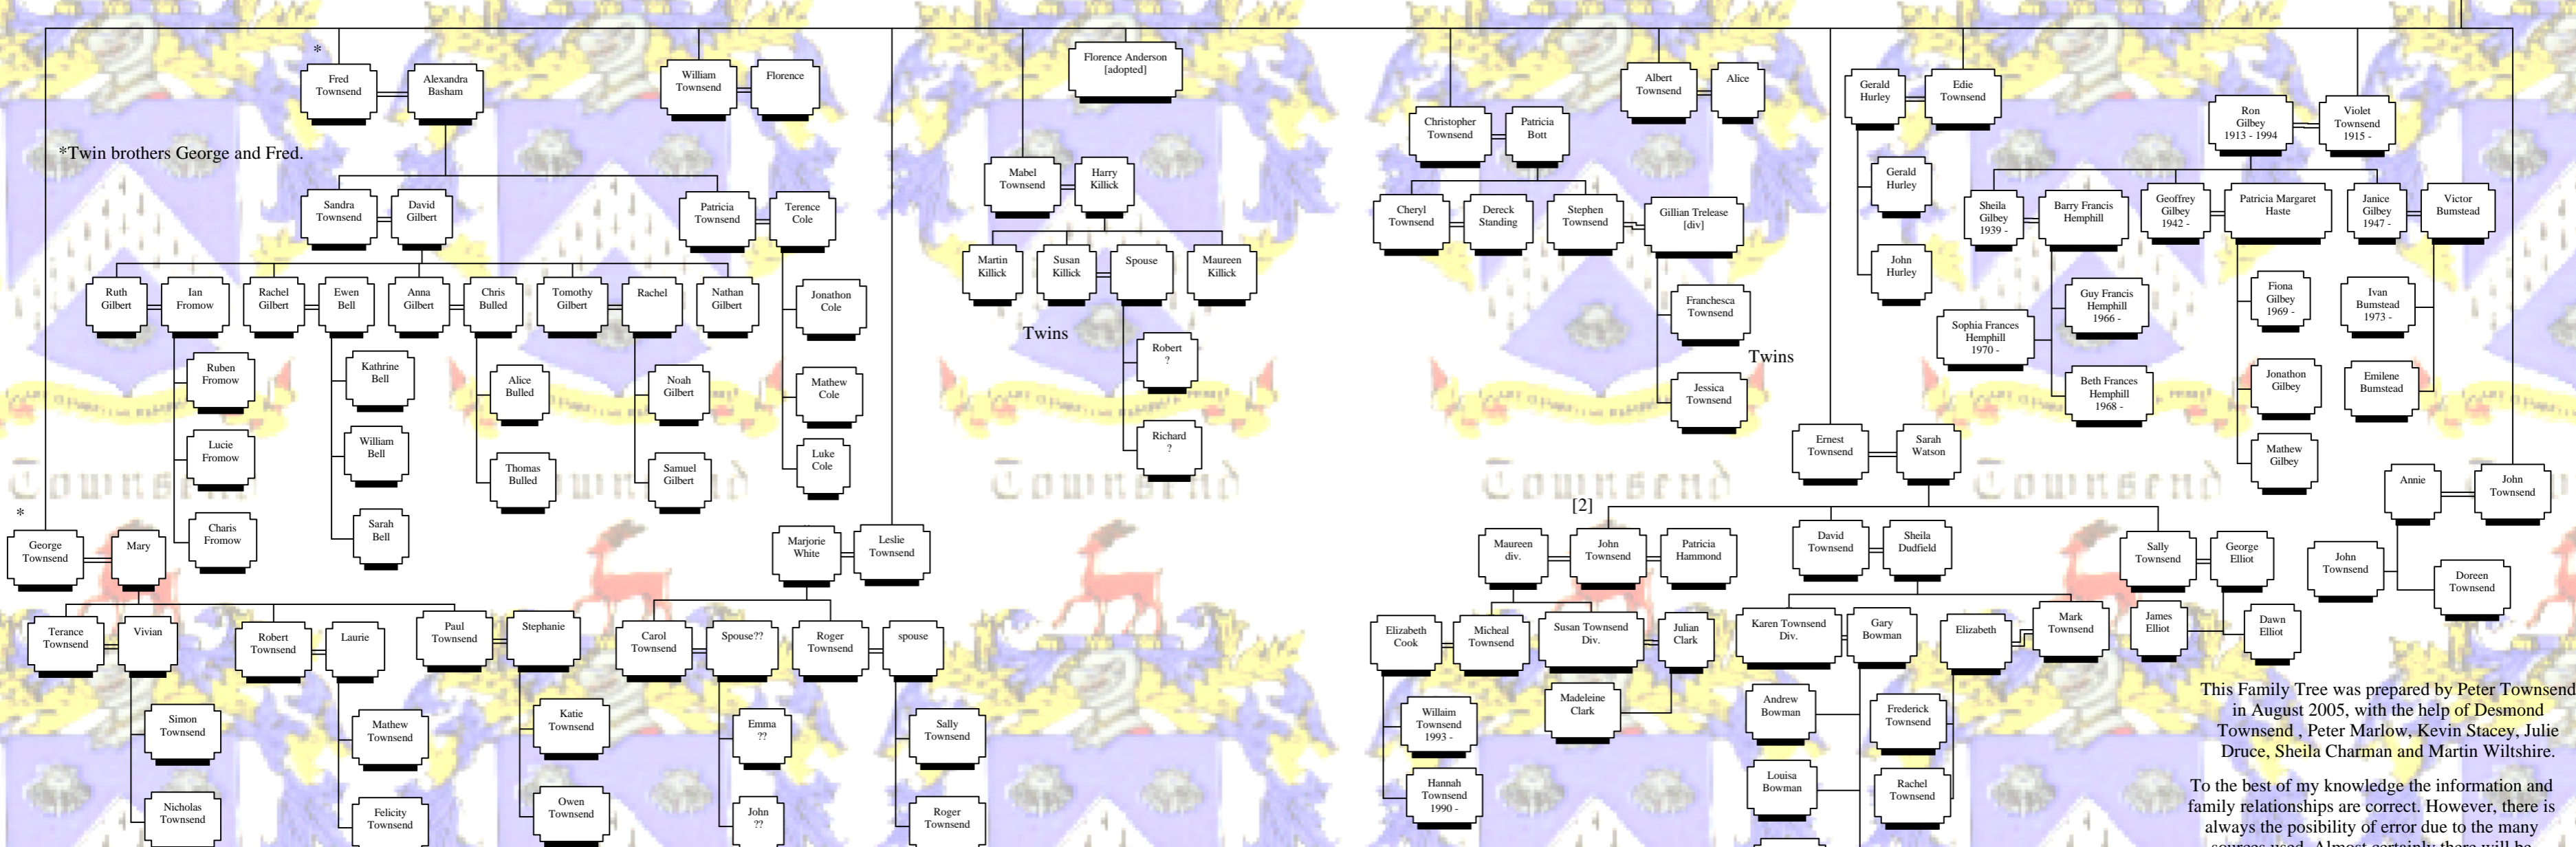 *
Fred
Townsend
Alexandra
Basham
William
Townsend
Florence
Florence Anderson
[adopted]
Albert
Townsend
Alice
Gerald
Hurley
Edie
Townsend
Ron
Gilbey
1913 - 1994
Violet
Townsend
1915 -
Christopher
Townsend
Patricia
Bott
*Twin brothers George and Fred.
Mabel
Townsend
Harry
Killick
Gerald
Hurley
Sandra
Townsend
David
Gilbert
Patricia
Townsend
Terence
Cole
Cheryl
Townsend
Dereck
Standing
Stephen
Townsend
Gillian Trelease
[div]
Sheila
Gilbey
1939 -
Barry Francis
Hemphill
Geoffrey
Gilbey
1942 -
Patricia Margaret
Haste
Janice
Gilbey
1947 -
Victor
Bumstead
Martin
Killick
Susan
Killick
Spouse
Maureen
Killick
John
Hurley
Ruth
Gilbert
Ian
Fromow
Rachel
Gilbert
Ewen
Bell
Anna
Gilbert
Chris
Bulled
Tomothy
Gilbert
Rachel
Nathan
Gilbert
Jonathon
Cole
Franchesca
Townsend
Guy Francis
Hemphill
1966 -
Fiona
Gilbey
1969 -
Ivan
Bumstead
1973 -
Twins
Sophia Frances
Hemphill
1970 -
Robert
?
Twins
Ruben
Fromow
Kathrine
Bell
Alice
Bulled
Noah
Gilbert
Mathew
Cole
Jessica
Townsend
Beth Frances
Hemphill
1968 -
Jonathon
Gilbey
Emilene
Bumstead
Lucie
Fromow
William
Bell
Thomas
Bulled
Samuel
Gilbert
Luke
Cole
Richard
?
Ernest
Townsend
Sarah
Watson
Mathew
Gilbey
Annie
John
Townsend
Townsend
Townsend
Townsend
Townsend
Townsend
[2]
*
George
Townsend
Mary
Charis
Fromow
Sarah
Bell
Marjorie
White
Leslie
Townsend
Maureen
div.
John
Townsend
Patricia
Hammond
David
Townsend
Sheila
Dudfield
Sally
Townsend
George
Elliot
John
Townsend
Doreen
Townsend
Terance
Townsend
Vivian
Robert
Townsend
Laurie
Paul
Townsend
Stephanie
Carol
Townsend
Spouse??
Roger
Townsend
spouse
Elizabeth
Cook
Micheal
Townsend
Susan Townsend
Div.
Julian
Clark
Karen Townsend
Div.
Gary
Bowman
Elizabeth
Mark
Townsend
James
Elliot
Dawn
Elliot
Simon
Townsend
Mathew
Townsend
Katie
Townsend
Emma
??
Sally
Townsend
Willaim
Townsend
1993 -
Madeleine
Clark
Andrew
Bowman
Frederick
Townsend
This Family Tree was prepared by Peter Townsend
in August 2005, with the help of Desmond
Townsend , Peter Marlow, Kevin Stacey, Julie
Druce, Sheila Charman and Martin Wiltshire.
Nicholas
Townsend
Felicity
Townsend
Owen
Townsend
John
??
Roger
Townsend
Hannah
Townsend
1990 -
Louisa
Bowman
Rachel
Townsend
To the best of my knowledge the information and
family relationships are correct. However, there is
always the posibility of error due to the many
sources used. Almost certainly there will be